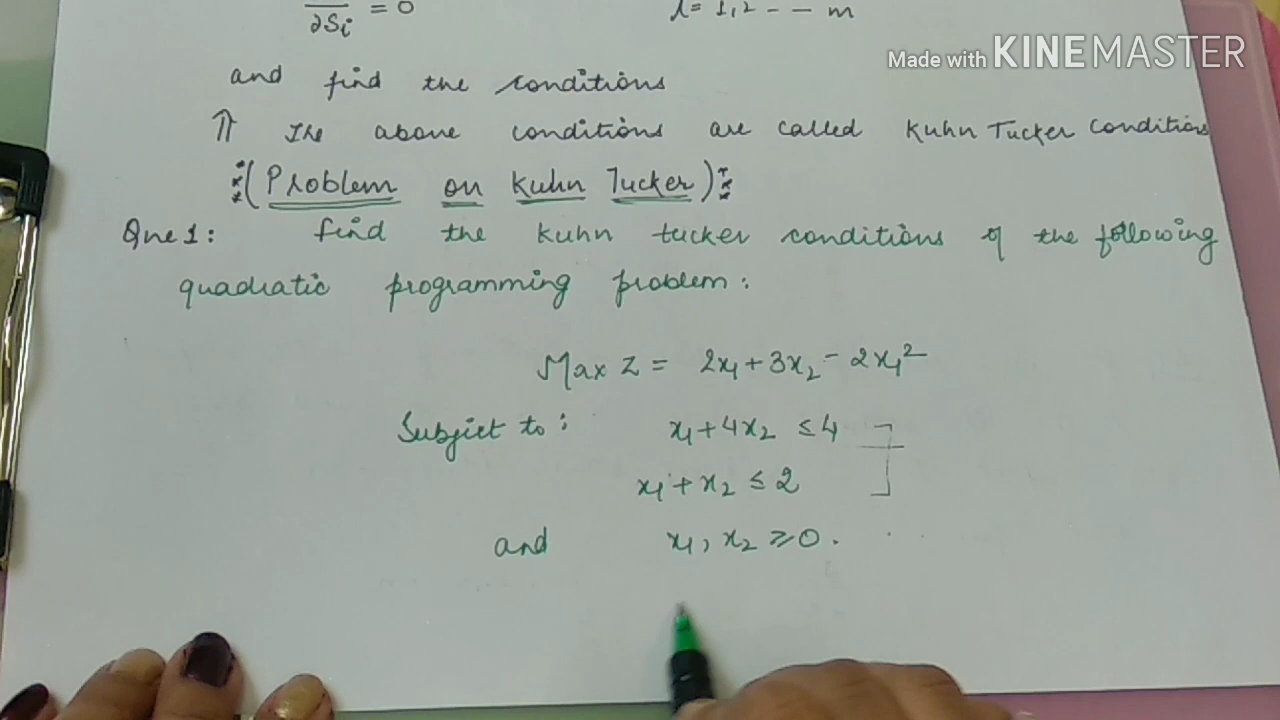 ∂Si = 0 i = 1, 2 - - m
Made with KINEMASTER
and find the conditions
⇑ The above conditions are called Kuhn Tucker Conditions
(Problem on Kuhn Tucker)
Que 1: find the kuhn tucker conditions of the following
quadratic programming problem:
Max Z = 2x₁ + 3x₂ - 2x₁²
Subject to: x₁ + 4x₂ ≤ 4
x₁ + x₂ ≤ 2
and x₁, x₂ ≥ 0.